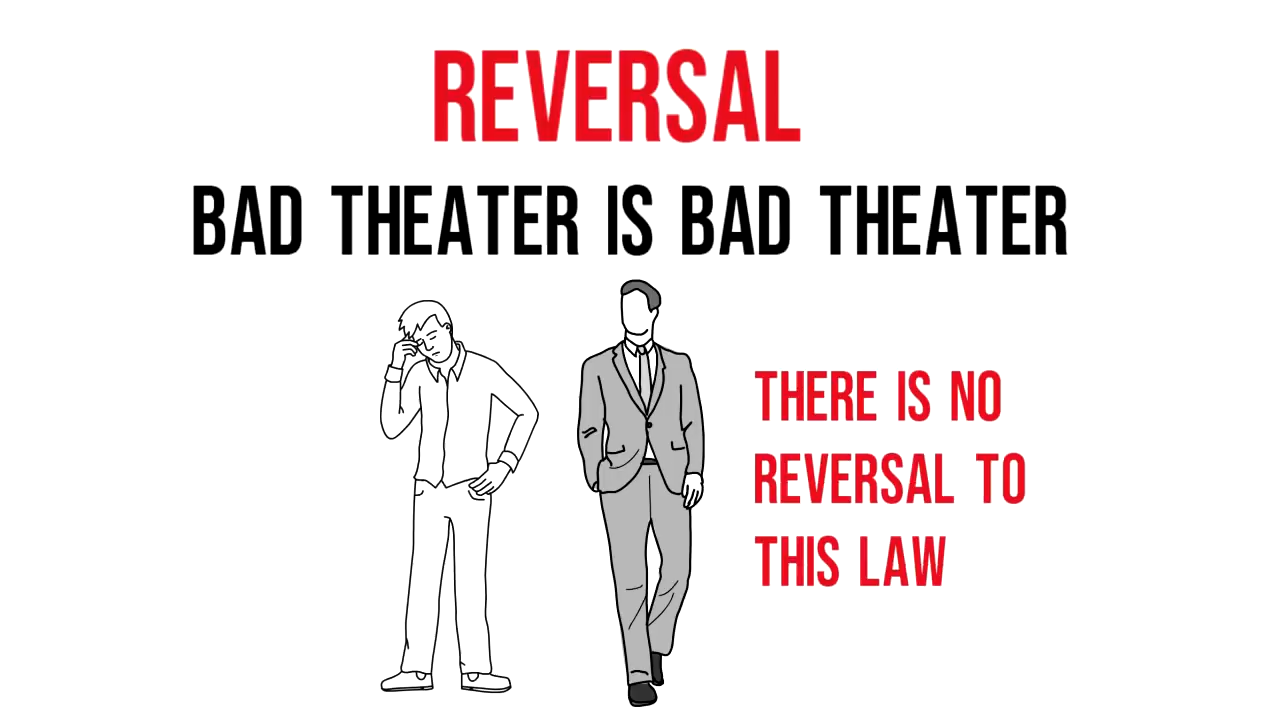 REVERSAL
BAD THEATER IS BAD THEATER
THERE IS NO
REVERSAL TO
THIS LAW